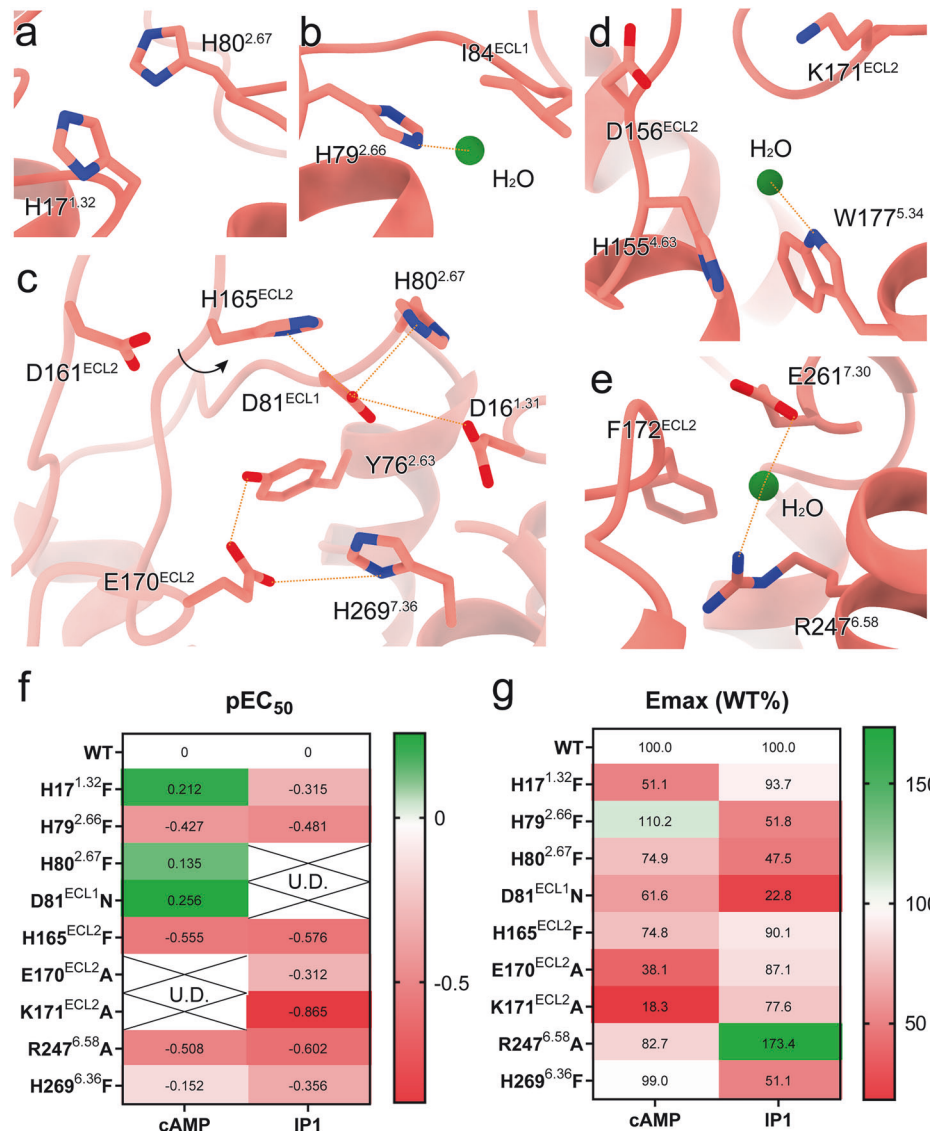 a
H80^2.67
H17^1.32
b
I84^ECL1
H79^2.66
H₂O
d
K171^ECL2
D156^ECL2
H₂O
W177^5.34
H155^4.63
c
H165^ECL2
H80^2.67
D161^ECL2
D81^ECL1
D16^1.31
Y76^2.63
E170^ECL2
H269^7.36
e
E261^7.30
F172^ECL2
H₂O
R247^6.58
f
pEC₅₀
WT 0 0
H17^1.32F 0.212 -0.315
H79^2.66F -0.427 -0.481
H80^2.67F 0.135
D81^ECL1N 0.256
U.D.
H165^ECL2F -0.555 -0.576
E170^ECL2A -0.312
U.D.
K171^ECL2A -0.865
R247^6.58A -0.508 -0.602
H269^6.36F -0.152 -0.356
cAMP IP1
0
-0.5
g
Emax (WT%)
WT 100.0 100.0
H17^1.32F 51.1 93.7
H79^2.66F 110.2 51.8
H80^2.67F 74.9 47.5
D81^ECL1N 61.6 22.8
H165^ECL2F 74.8 90.1
E170^ECL2A 38.1 87.1
K171^ECL2A 18.3 77.6
R247^6.58A 82.7 173.4
H269^6.36F 99.0 51.1
cAMP IP1
150
100
50